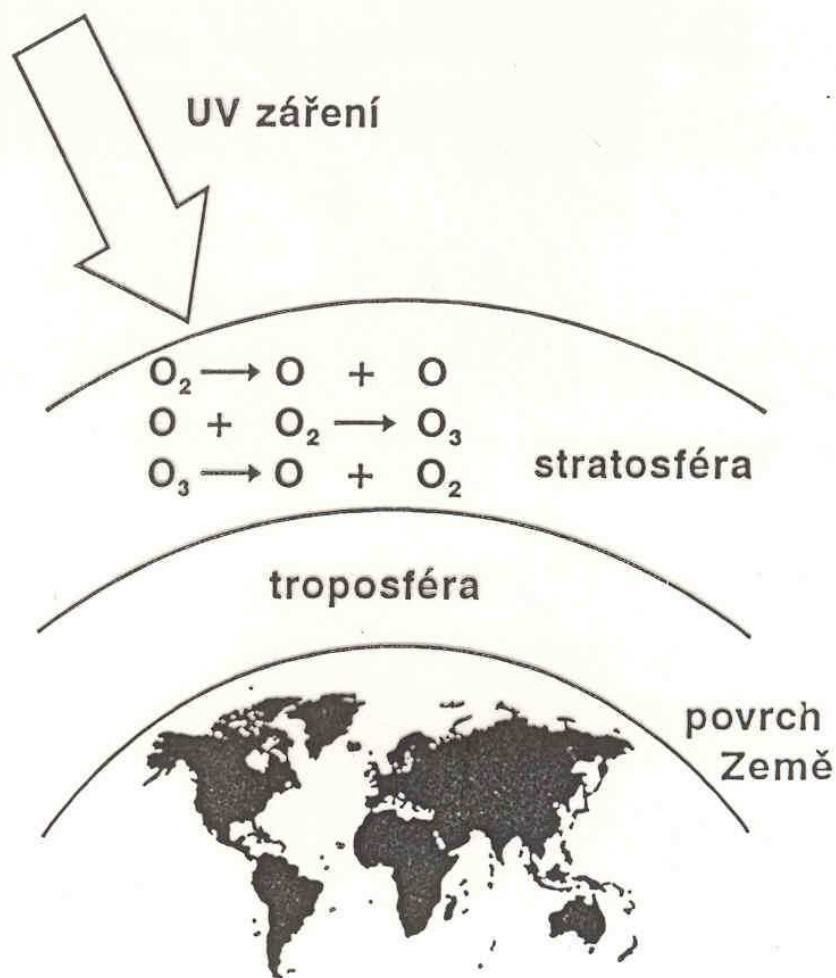 UV záření
O₂ → O + O
O + O₂ → O₃
O₃ → O + O₂
stratosféra
troposféra
povrch
Země